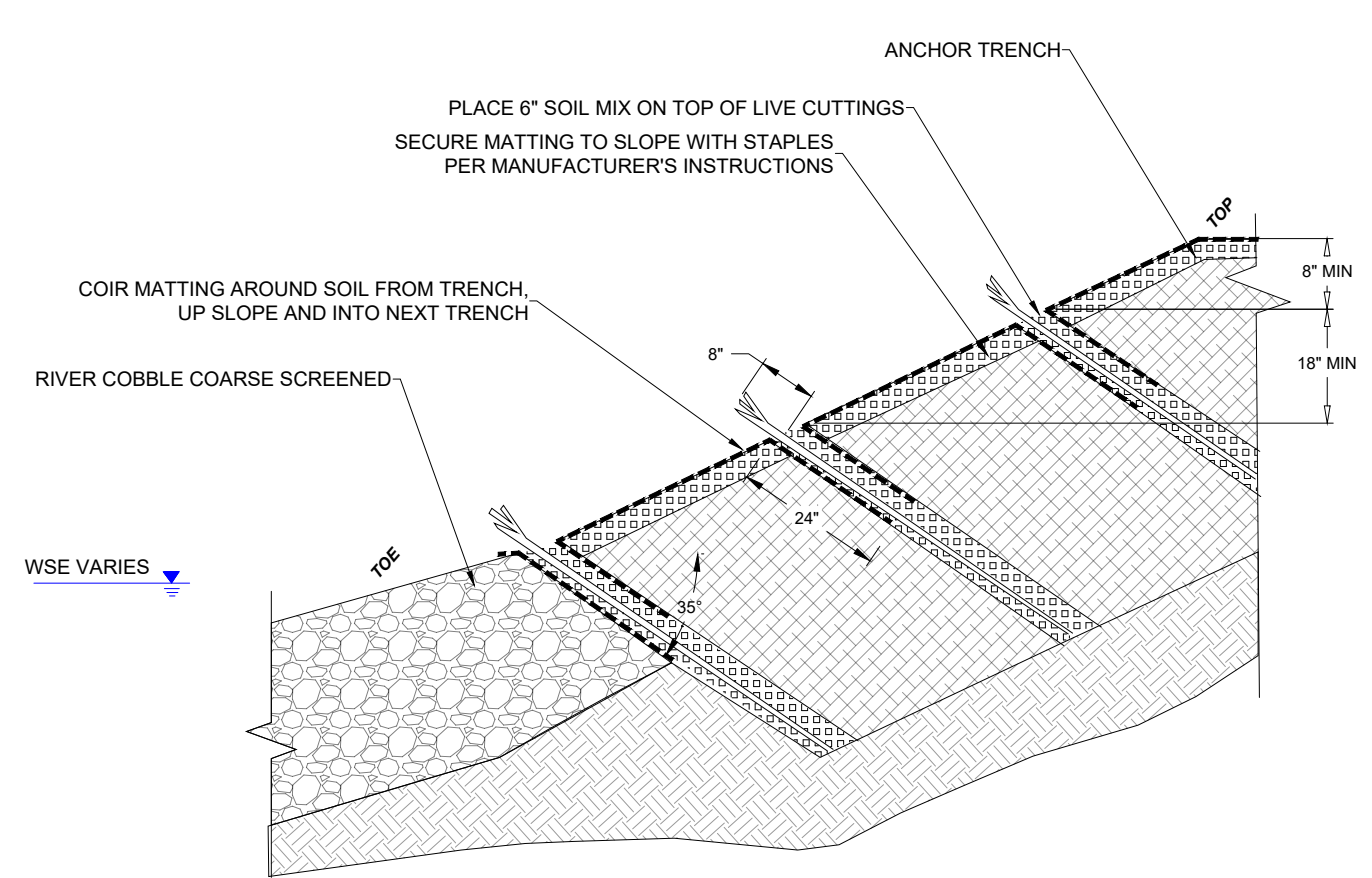 ANCHOR TRENCH
PLACE 6" SOIL MIX ON TOP OF LIVE CUTTINGS
SECURE MATTING TO SLOPE WITH STAPLES
PER MANUFACTURER'S INSTRUCTIONS
TOP
8" MIN
COIR MATTING AROUND SOIL FROM TRENCH,
UP SLOPE AND INTO NEXT TRENCH
8"
18" MIN
RIVER COBBLE COARSE SCREENED
24"
TOE
WSE VARIES
35°